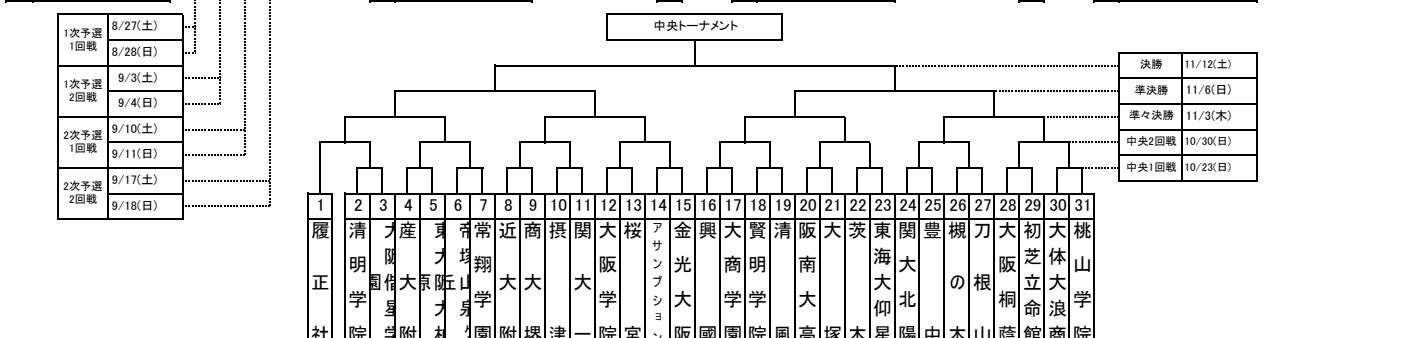 中央トーナメント
1次予選
1回戦
8/27(土)
8/28(日)
1次予選
2回戦
9/3(土)
9/4(日)
2次予選
1回戦
9/10(土)
9/11(日)
2次予選
2回戦
9/17(土)
9/18(日)
決勝 11/12(土)
準決勝 11/6(日)
準々決勝 11/3(木)
中央2回戦 10/30(日)
中央1回戦 10/23(日)
1 2 3 4 5 6 7 8 9 10 11 12 13 14 15 16 17 18 19 20 21 22 23 24 25 26 27 28 29 30 31
履正社
清明学院
大阪偕星学園
産大附
東大阪大柏原
帝塚山泉ヶ丘
常翔学園
近大附
商大堺
摂津
関大一
大阪学院
桜宮
アサンプション
金光大阪
興國
大商学園
賢明学院
清風
阪南大高
大塚
茨木
東海大仰星
関大北陽
豊中
槻の木
刀根山
大阪桐蔭
初芝立命館
大体大浪商
桃山学院